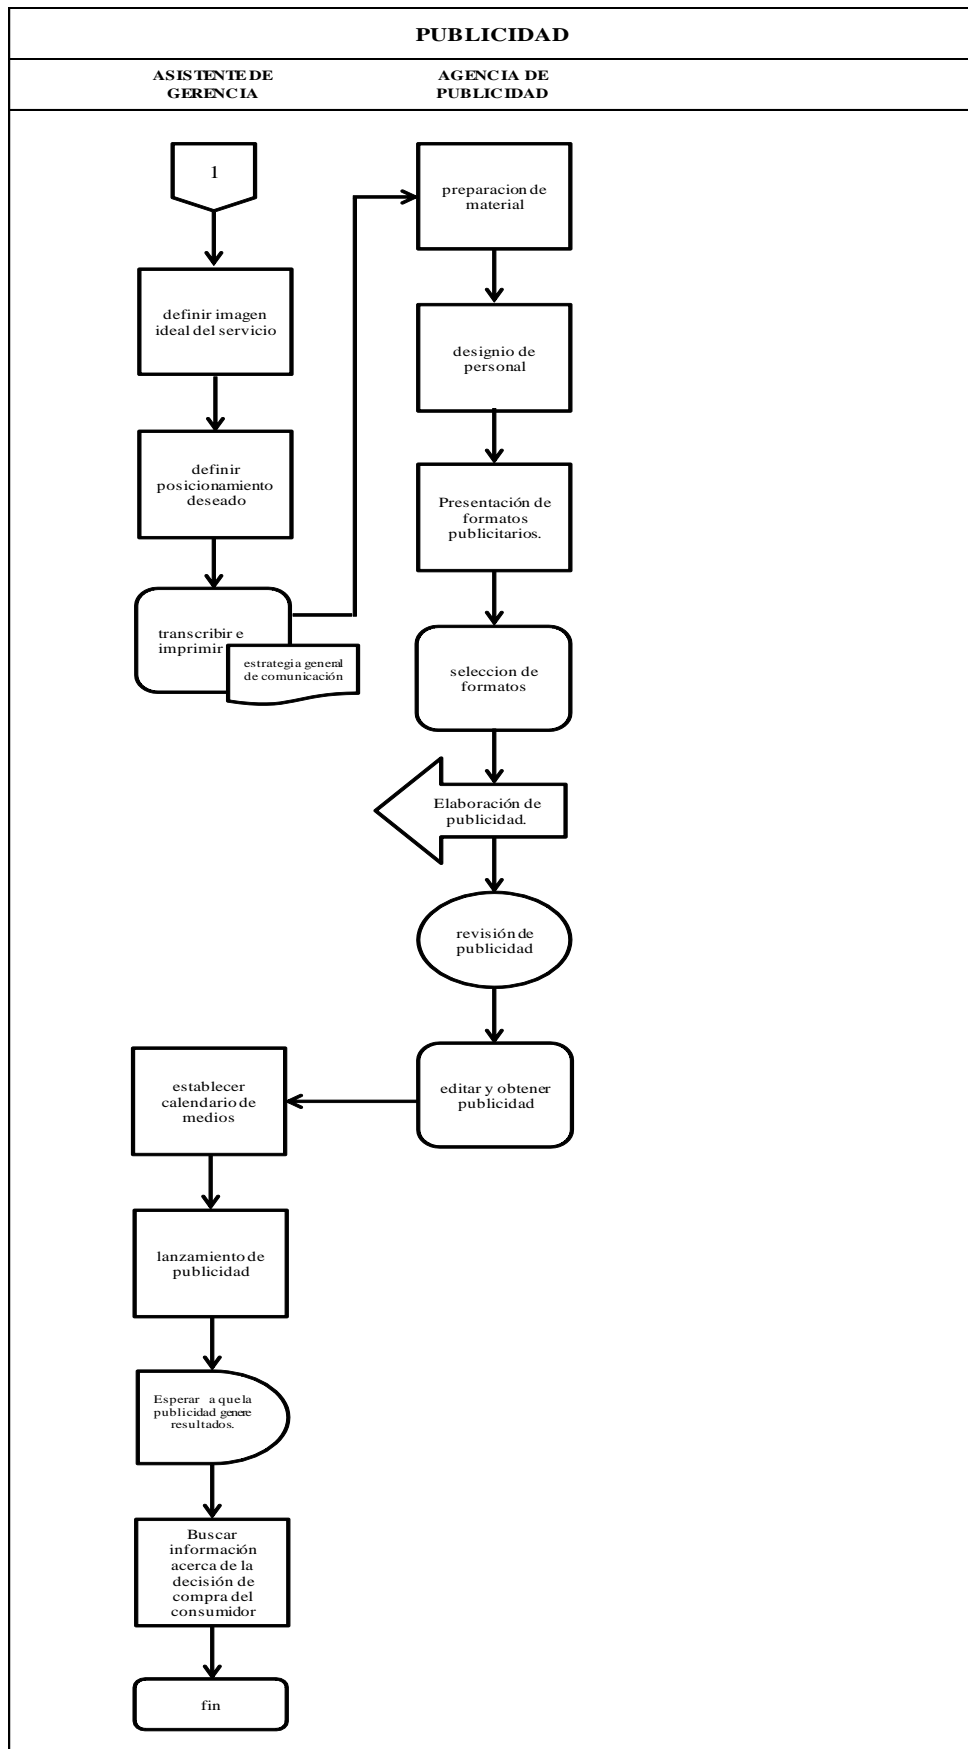 PUBLICIDAD
ASISTENTE DE
GERENCIA
AGENCIA DE
PUBLICIDAD
1
definir imagen
ideal del servicio
definir
posicionamiento
deseado
transcribir e
imprimir
estrategia general
de comunicación
preparacion de
material
designio de
personal
Presentación de
formatos
publicitarios.
seleccion de
formatos
Elaboración de
publicidad.
revisión de
publicidad
editar y obtener
publicidad
establecer
calendario de
medios
lanzamiento de
publicidad
Esperar a que la
publicidad genere
resultados.
Buscar
información
acerca de la
decisión de
compra del
consumidor
fin